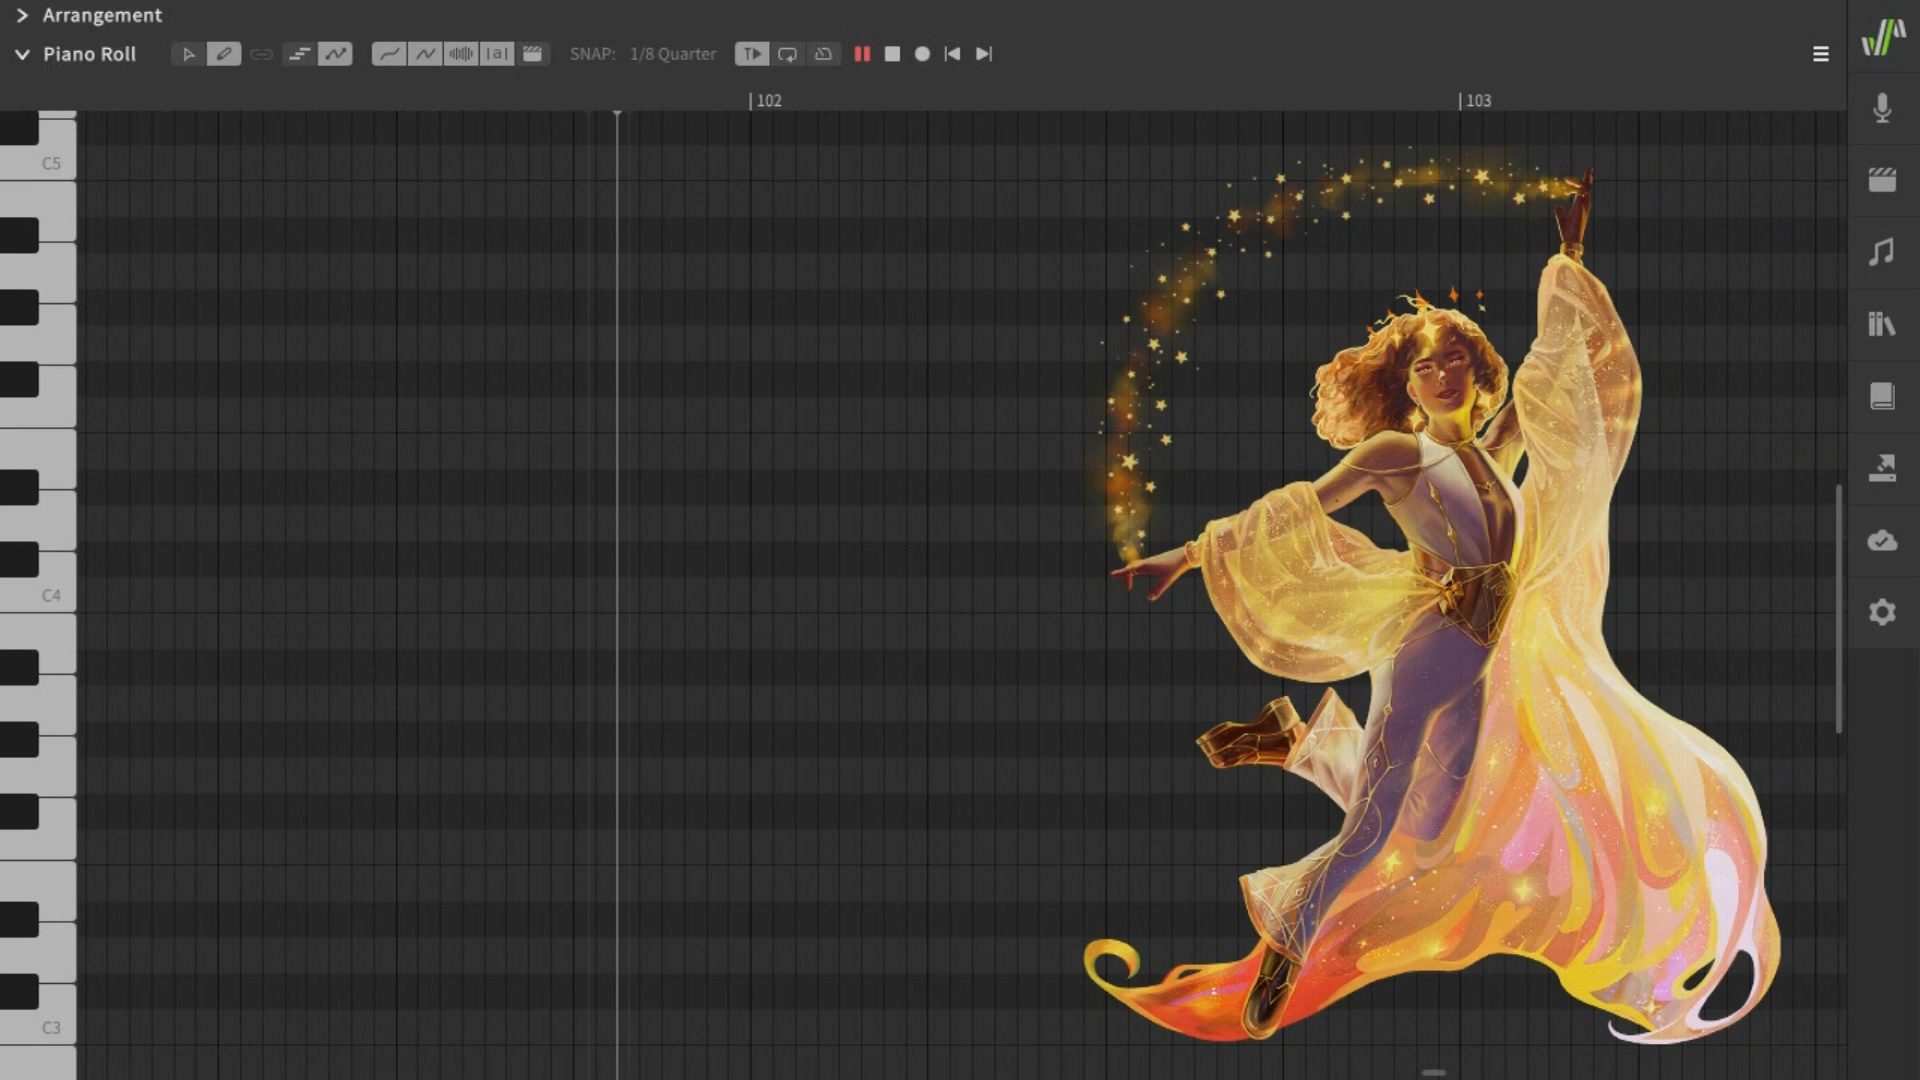 Arrangement
Piano Roll
|a|
SNAP: 1/8 Quarter
T
102
103
C5
C4
C3